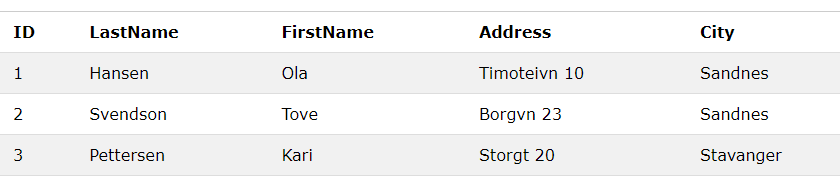 ID LastName FirstName Address City
1 Hansen Ola Timoteivn 10 Sandnes
2 Svendson Tove Borgvn 23 Sandnes
3 Pettersen Kari Storgt 20 Stavanger